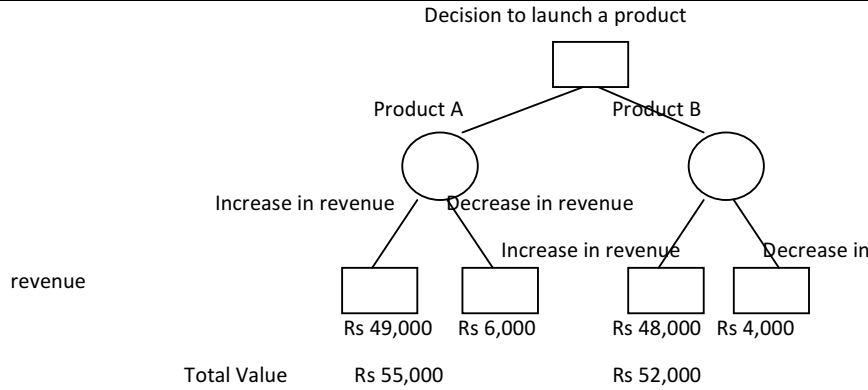 Decision to launch a product
Product A Product B
Increase in revenue Decrease in revenue
Increase in revenue Decrease in
revenue
Rs 49,000 Rs 6,000 Rs 48,000 Rs 4,000
Total Value Rs 55,000 Rs 52,000